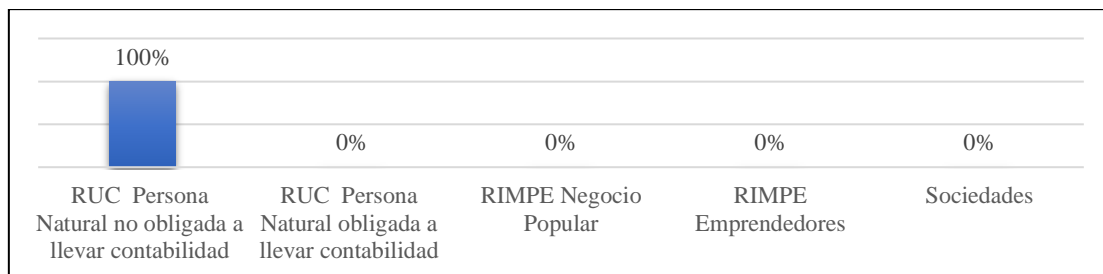 100%
0%
0%
0%
0%
RUC Persona
Natural no obligada a
llevar contabilidad
RUC Persona
Natural obligada a
llevar contabilidad
RIMPE Negocio
Popular
RIMPE
Emprendedores
Sociedades